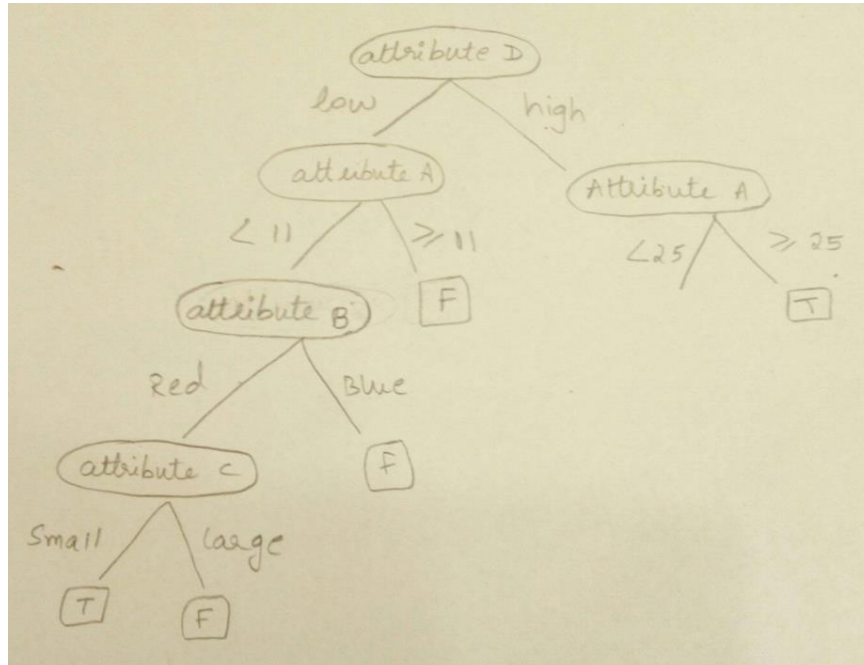 attribute D
low high
attribute A Attribute A
< 11 ⩾ 11 <25 ⩾ 25
attribute B F T
Red Blue
attribute C F
Small large
T F